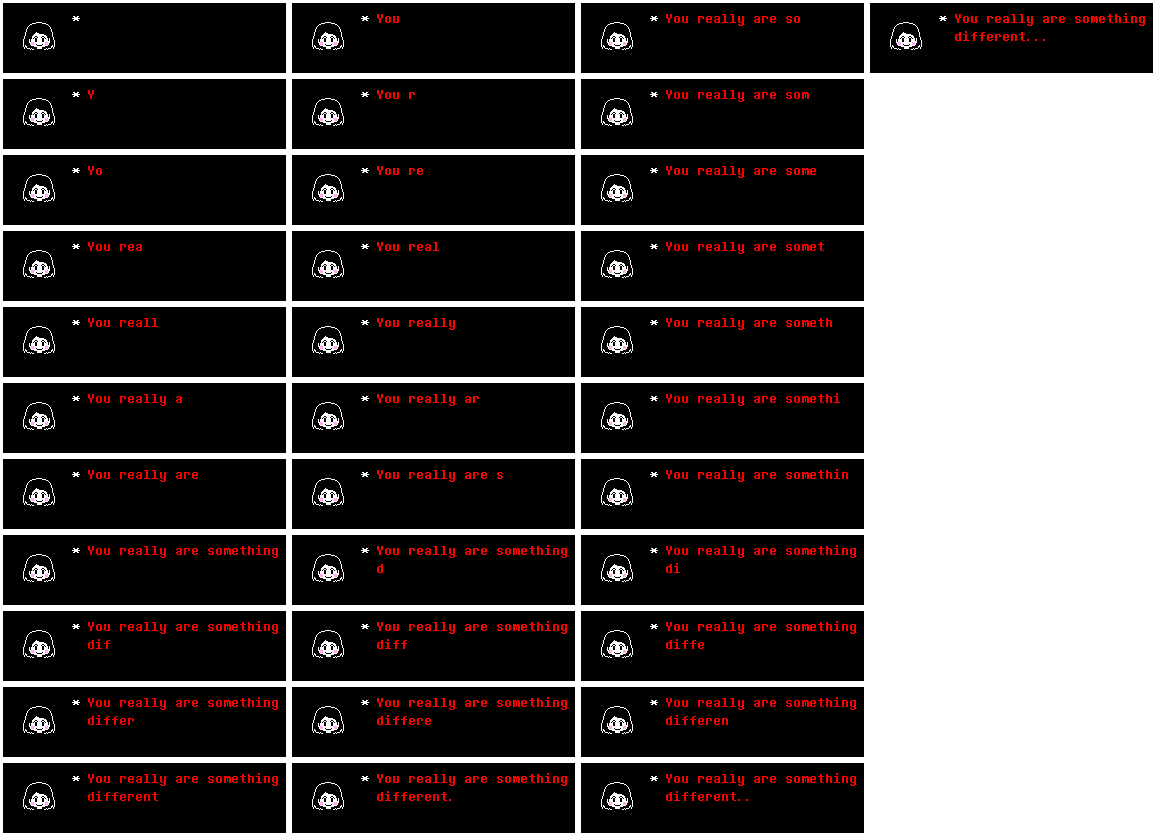 *
* You
* You really are so
* You really are something
different...
* Y
* You r
* You really are som
* Yo
* You re
* You really are some
* You rea
* You real
* You really are somet
* You reall
* You really
* You really are someth
* You really a
* You really ar
* You really are somethi
* You really are
* You really are s
* You really are somethin
* You really are something
* You really are something
d
* You really are something
di
* You really are something
dif
* You really are something
diff
* You really are something
diffe
* You really are something
differ
* You really are something
differe
* You really are something
differen
* You really are something
different
* You really are something
different.
* You really are something
different..